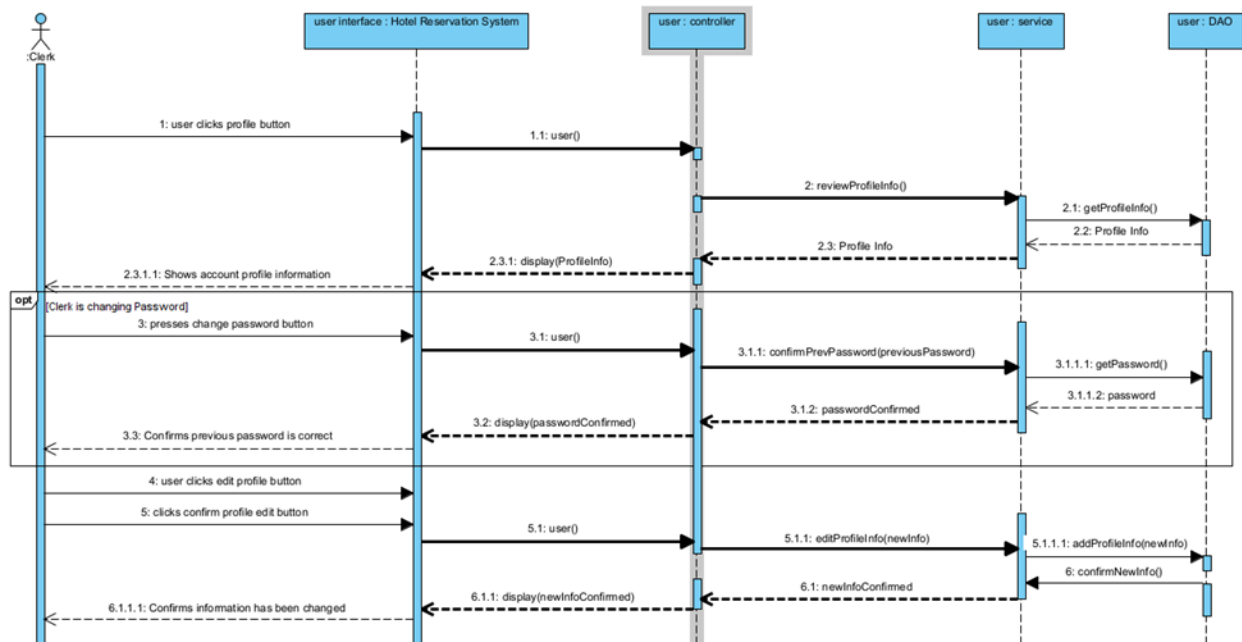 user interface : Hotel Reservation System
user : controller
user : service
user : DAO
:Clerk
1: user clicks profile button
1.1: user()
2: reviewProfileInfo()
2.1: getProfileInfo()
2.2: Profile Info
2.3: Profile Info
2.3.1: display(ProfileInfo)
2.3.1.1: Shows account profile information
opt
[Clerk is changing Password]
3: presses change password button
3.1: user()
3.1.1: confirmPrevPassword(previousPassword)
3.1.1.1: getPassword()
3.1.1.2: password
3.1.2: passwordConfirmed
3.2: display(passwordConfirmed)
3.3: Confirms previous password is correct
4: user clicks edit profile button
5: clicks confirm profile edit button
5.1: user()
5.1.1: editProfileInfo(newInfo)
5.1.1.1: addProfileInfo(newInfo)
6: confirmNewInfo()
6.1: newInfoConfirmed
6.1.1: display(newInfoConfirmed)
6.1.1.1: Confirms information has been changed